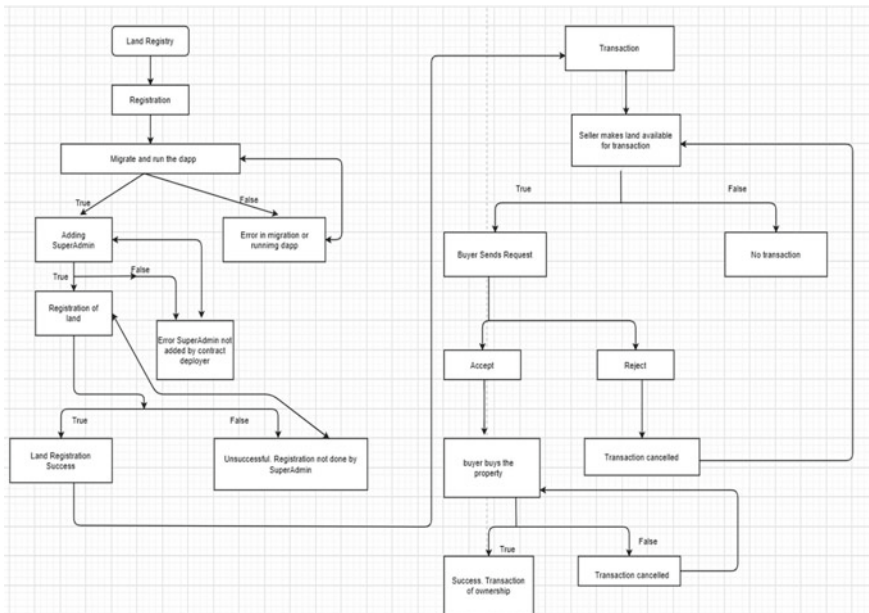 Land Registry
Registration
Migrate and run the dapp
True
False
Adding
SuperAdmin
Error in migration or
runnimg dapp
True
False
Registration of
land
Error SuperAdmin not
added by contract
deployer
True
False
Land Registration
Success
Unsuccessful. Registration not done by
SuperAdmin
Transaction
Seller makes land available
for transaction
True
False
Buyer Sends Request
No transaction
Accept
Reject
buyer buys the
property
Transaction cancelled
True
False
Success. Transaction
of ownership
Transaction cancelled